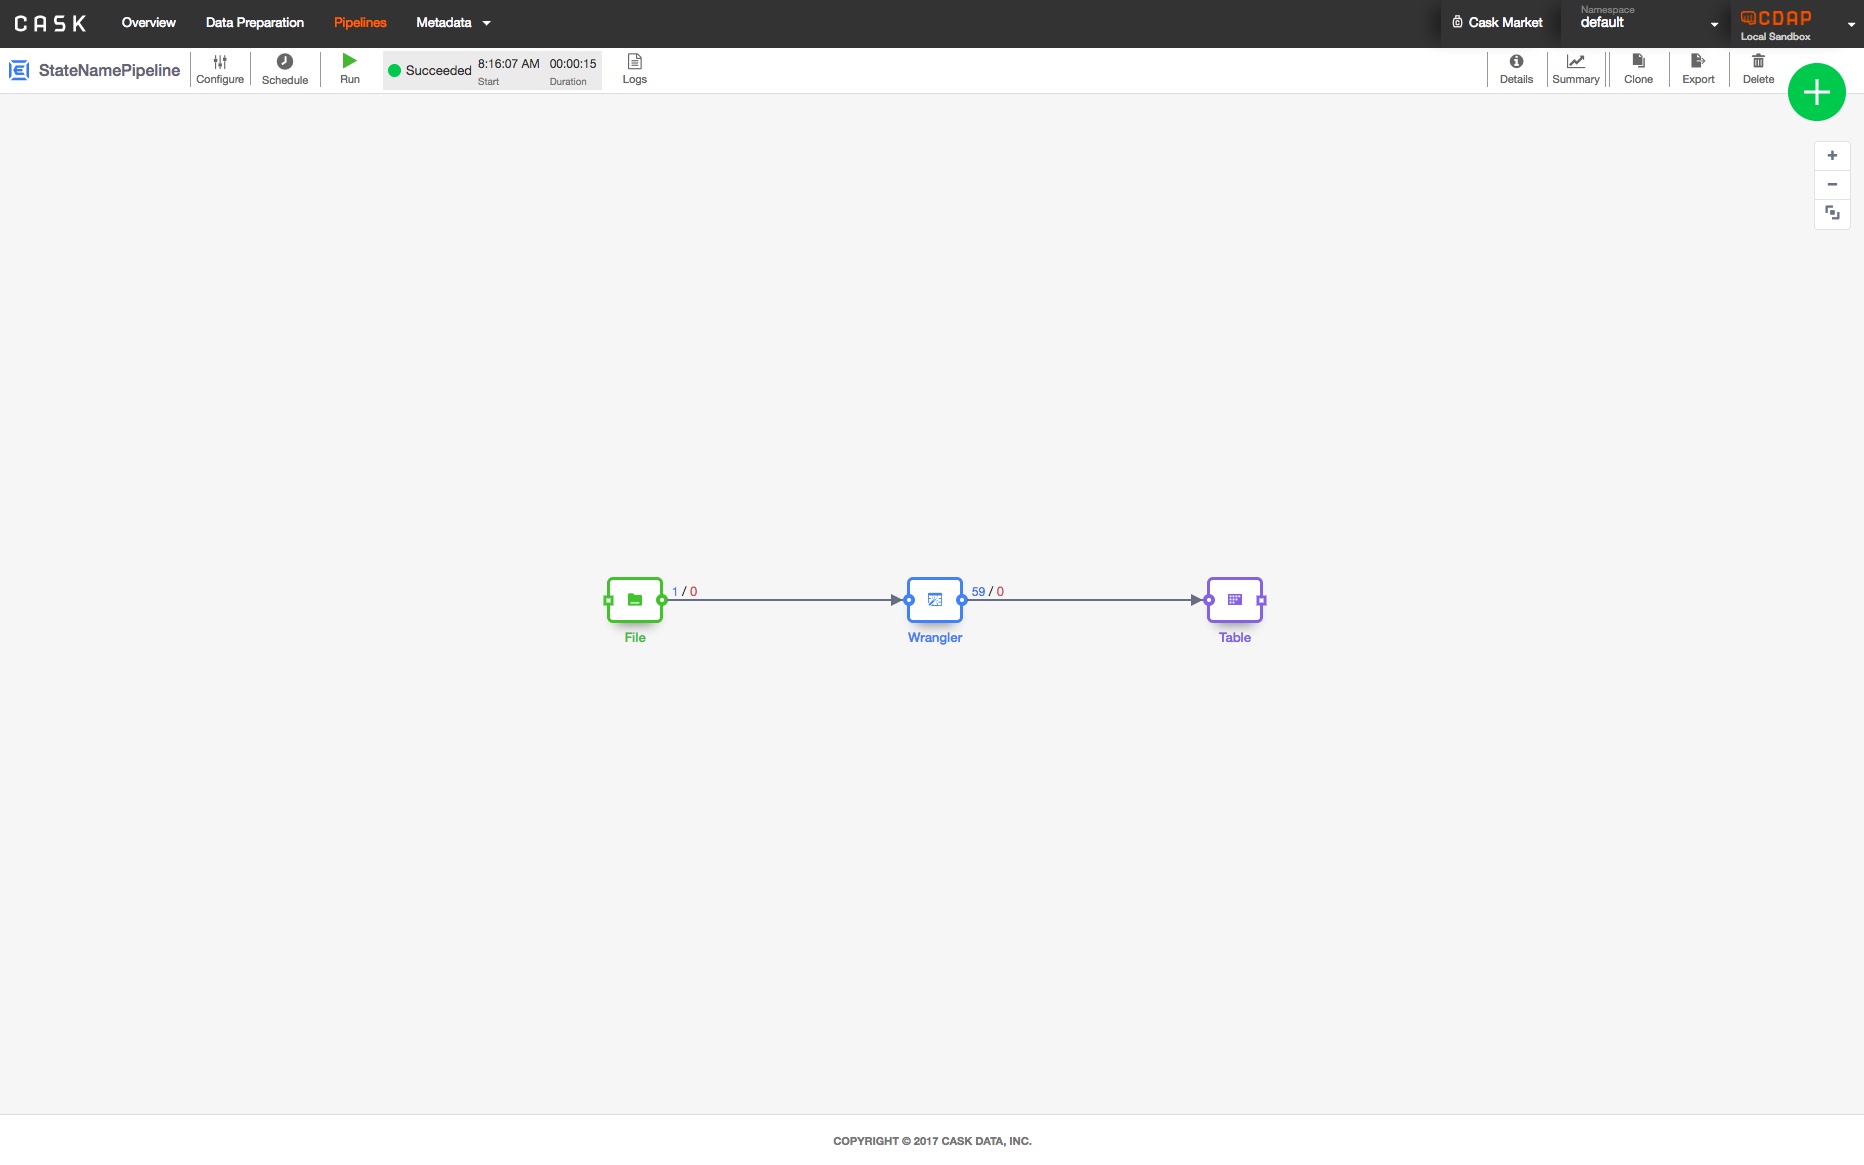 CASK Overview Data Preparation Pipelines Metadata Cask Market Namespace default CDAP Local Sandbox
StateNamePipeline Configure Schedule Run Succeeded 8:16:07 AM Start 00:00:15 Duration Logs Details Summary Clone Export Delete
1 / 0 59 / 0
File Wrangler Table
COPYRIGHT © 2017 CASK DATA, INC.